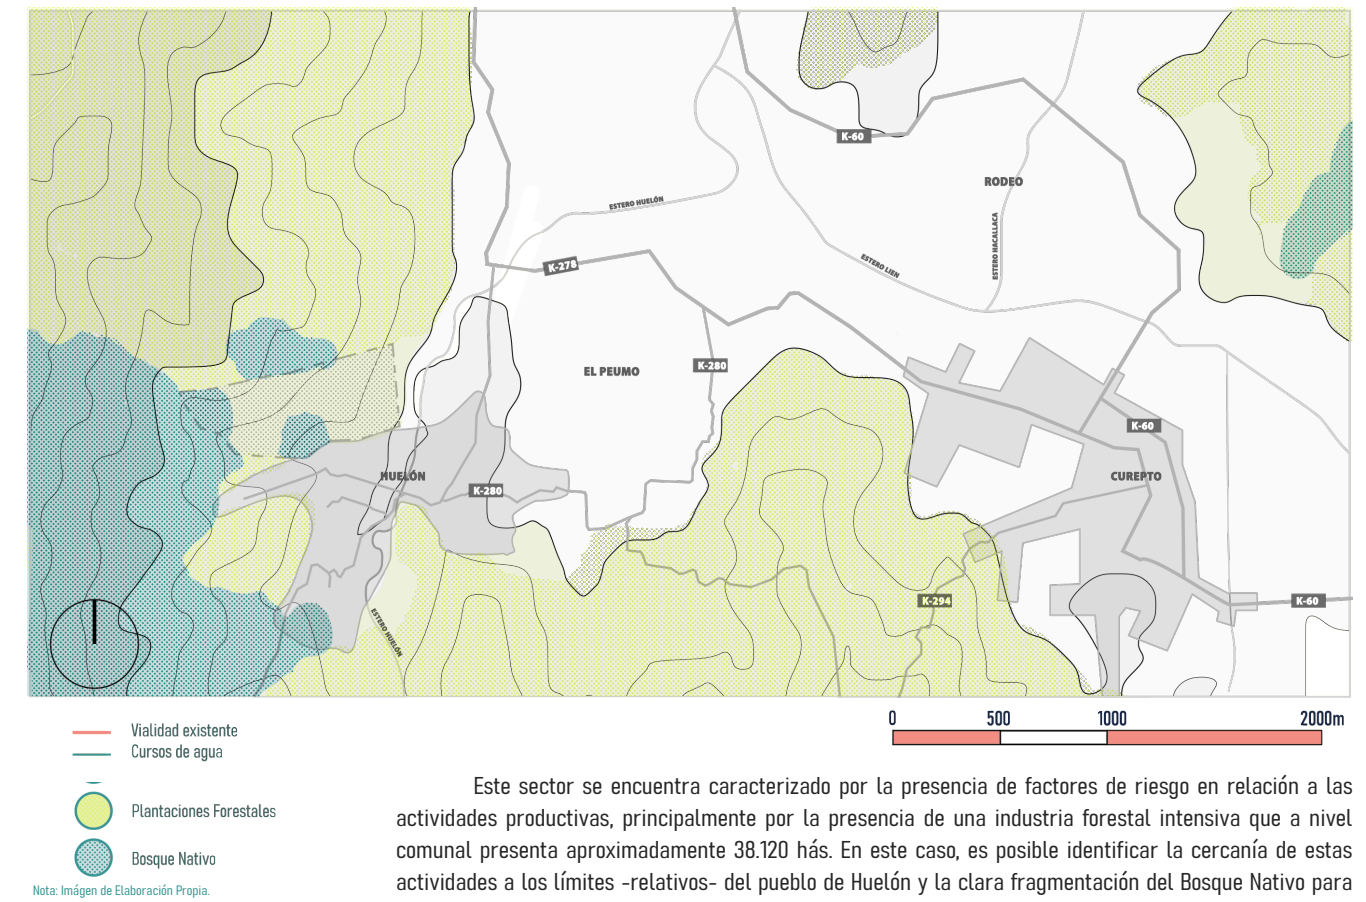 K-60
RODEO
ESTERO HUELÓN
ESTERO HACALLACA
ESTERO LIEN
K-278
EL PEUMO
K-280
K-60
HUELÓN
CUREPTO
K-280
K-294
K-60
ESTERO HUELÓN
0 500 1000 2000m
Vialidad existente
Cursos de agua
Plantaciones Forestales
Bosque Nativo
Nota: Imágen de Elaboración Propia.
Este sector se encuentra caracterizado por la presencia de factores de riesgo en relación a las
actividades productivas, principalmente por la presencia de una industria forestal intensiva que a nivel
comunal presenta aproximadamente 38.120 hás. En este caso, es posible identificar la cercanía de estas
actividades a los límites -relativos- del pueblo de Huelón y la clara fragmentación del Bosque Nativo para